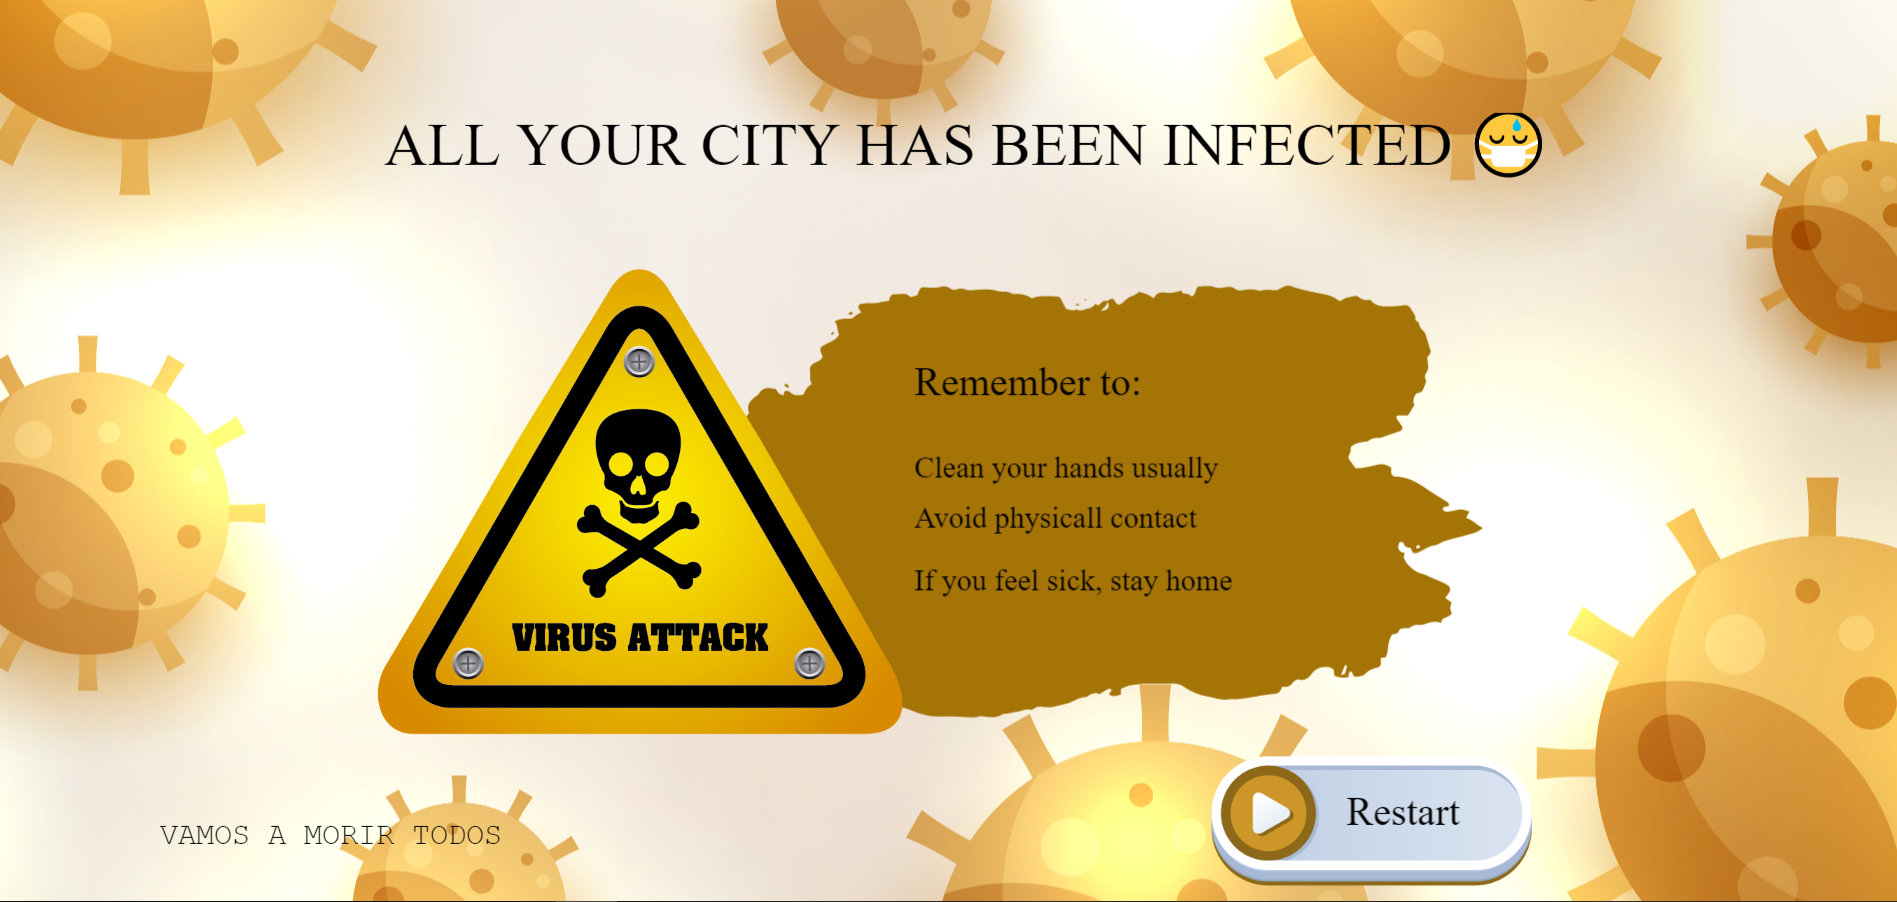 ALL YOUR CITY HAS BEEN INFECTED 😷
Remember to:
Clean your hands usually
Avoid physicall contact
If you feel sick, stay home
VIRUS ATTACK
VAMOS A MORIR TODOS
Restart